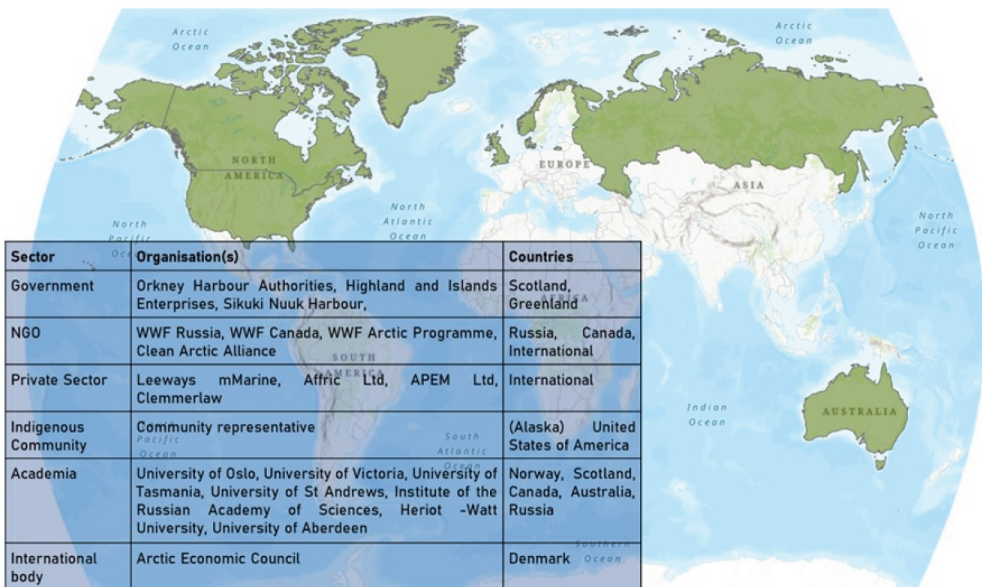 Arctic
Ocean
Arctic
Ocean
NORTH
AMERICA
EUROPE
ASIA
North
Pacific
Ocean
North
Atlantic
Ocean
North
Pacific
Ocean
AFRICA
SOUTH
AMERICA
Indian
Ocean
AUSTRALIA
Pacific
Ocean
South
Atlantic
Ocean
Southern
Ocean
Sector Organisation(s) Countries
Government Orkney Harbour Authorities, Highland and Islands Scotland,
Enterprises, Sikuki Nuuk Harbour, Greenland
NGO WWF Russia, WWF Canada, WWF Arctic Programme, Russia, Canada,
Clean Arctic Alliance International
Private Sector Leeways mMarine, Affric Ltd, APEM Ltd, International
Clemmerlaw
Indigenous Community representative (Alaska) United
Community States of America
Academia University of Oslo, University of Victoria, University of Norway, Scotland,
Tasmania, University of St Andrews, Institute of the Canada, Australia,
Russian Academy of Sciences, Heriot -Watt Russia
University, University of Aberdeen
International Arctic Economic Council Denmark
body